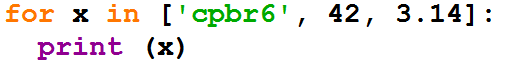 for x in ['cpbr6', 42, 3.14]:
  print (x)